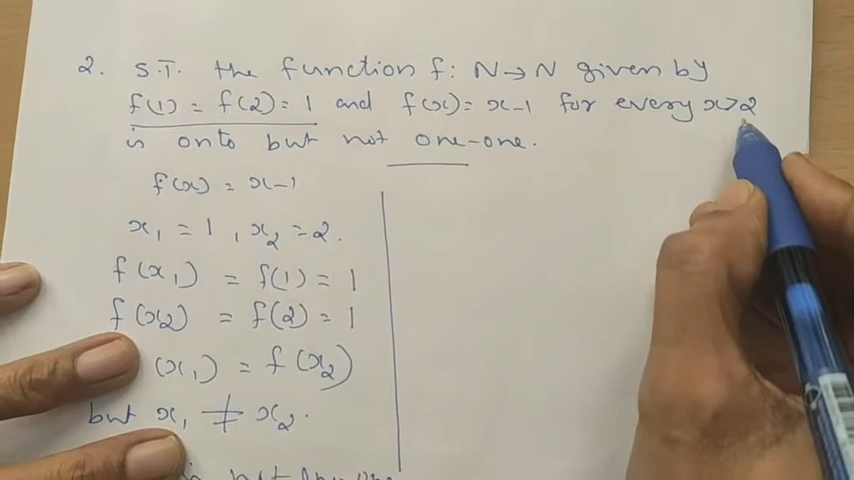 2. S.T. the function f: N→N given by
f(1) = f(2) = 1 and f(x) = x-1 for every x>2
is onto but not one-one.
f(x) = x-1
x₁ = 1, x₂ = 2.
f(x₁) = f(1) = 1
f(x₂) = f(2) = 1
(x₁) = f(x₂)
but x₁ ≠ x₂.